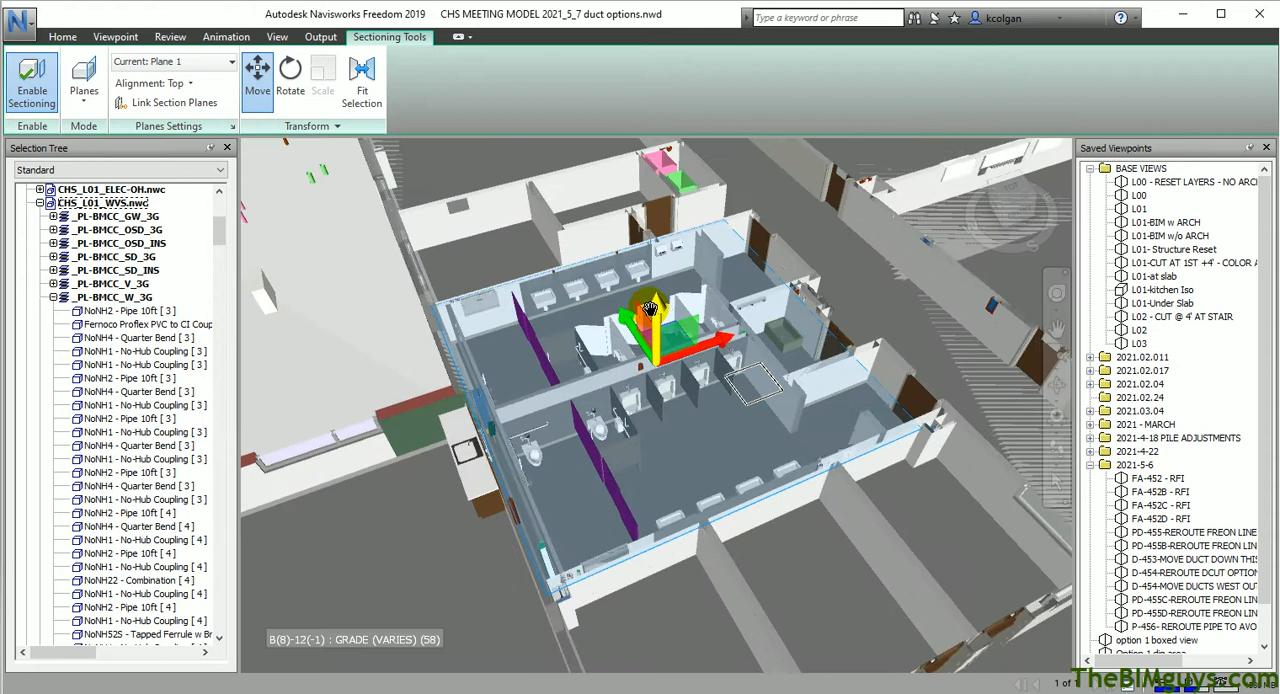 Autodesk Navisworks Freedom 2019 CHS MEETING MODEL 2021_5_7 duct options.nwd
Type a keyword or phrase
kcolgan
Home Viewpoint Review Animation View Output Sectioning Tools
Enable Sectioning
Planes
Current: Plane 1
Alignment: Top
Link Section Planes
Move Rotate Scale
Fit Selection
Enable Mode Planes Settings Transform
Selection Tree
Standard
CHS_L01_ELEC-OH.nwc
CHS_L01_WVS.nwc
_PL-BMCC_GW_3G
_PL-BMCC_OSD_3G
_PL-BMCC_OSD_INS
_PL-BMCC_SD_3G
_PL-BMCC_SD_INS
_PL-BMCC_V_3G
_PL-BMCC_W_3G
NoNH2 - Pipe 10ft [ 3 ]
Fernoco Proflex PVC to CI Coup
NoNH4 - Quarter Bend [ 3 ]
NoNH1 - No-Hub Coupling [ 3 ]
NoNH1 - No-Hub Coupling [ 3 ]
NoNH2 - Pipe 10ft [ 3 ]
NoNH4 - Quarter Bend [ 3 ]
NoNH1 - No-Hub Coupling [ 3 ]
NoNH2 - Pipe 10ft [ 3 ]
NoNH1 - No-Hub Coupling [ 3 ]
NoNH4 - Quarter Bend [ 3 ]
NoNH1 - No-Hub Coupling [ 3 ]
NoNH2 - Pipe 10ft [ 3 ]
NoNH4 - Quarter Bend [ 3 ]
NoNH1 - No-Hub Coupling [ 3 ]
NoNH2 - Pipe 10ft [ 4 ]
NoNH4 - Quarter Bend [ 4 ]
NoNH1 - No-Hub Coupling [ 4 ]
NoNH2 - Pipe 10ft [ 4 ]
NoNH1 - No-Hub Coupling [ 4 ]
NoNH22 - Combination [ 4 ]
NoNH1 - No-Hub Coupling [ 4 ]
NoNH2 - Pipe 10ft [ 4 ]
NoNH1 - No-Hub Coupling [ 4 ]
NoNH52S - Tapped Ferrule w Br
B(8)-12(-1) : GRADE (VARIES) (58)
Saved Viewpoints
BASE VIEWS
L00 - RESET LAYERS - NO ARC
L00
L01
L01-BIM w ARCH
L01-BIM w/o ARCH
L01- Structure Reset
L01-CUT AT 1ST +4' - COLOR A
L01-at slab
L01-kitchen Iso
L01-Under Slab
L02 - CUT @ 4' AT STAIR
L02
L03
2021.02.011
2021.02.017
2021.02.04
2021.02.24
2021.03.04
2021 - MARCH
2021-4-18 PILE ADJUSTMENTS
2021-4-22
2021-5-6
FA-452 - RFI
FA-452B - RFI
FA-452C - RFI
FA-452D - RFI
PD-455-REROUTE FREON LINE
PD-455B-REROUTE FREON LIN
D-453-MOVE DUCT DOWN THIS
D-454-REROUTE DCUT OPTION
D-454-MOVE DUCTS WEST OUT
PD-455C-REROUTE FREON LIN
PD-455D-REROUTE FREON LIN
P-456 - REROUTE PIPE TO AVO
option 1 boxed view
1 of 1
TheBIMguys.com